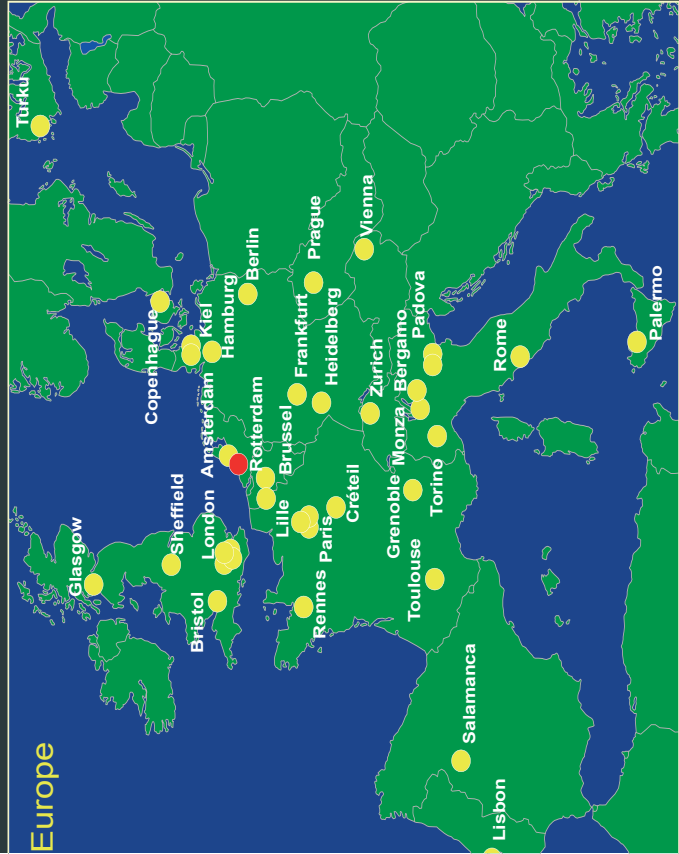 Europe
Turku
Glasgow
Copenhague
Sheffield
Kiel
Hamburg
Amsterdam
London
Bristol
Berlin
Rotterdam
Brussel
Lille
Frankfurt
Prague
Heidelberg
Paris
Rennes
Créteil
Vienna
Zurich
Grenoble
Monza
Bergamo
Padova
Toulouse
Torino
Salamanca
Rome
Lisbon
Palermo